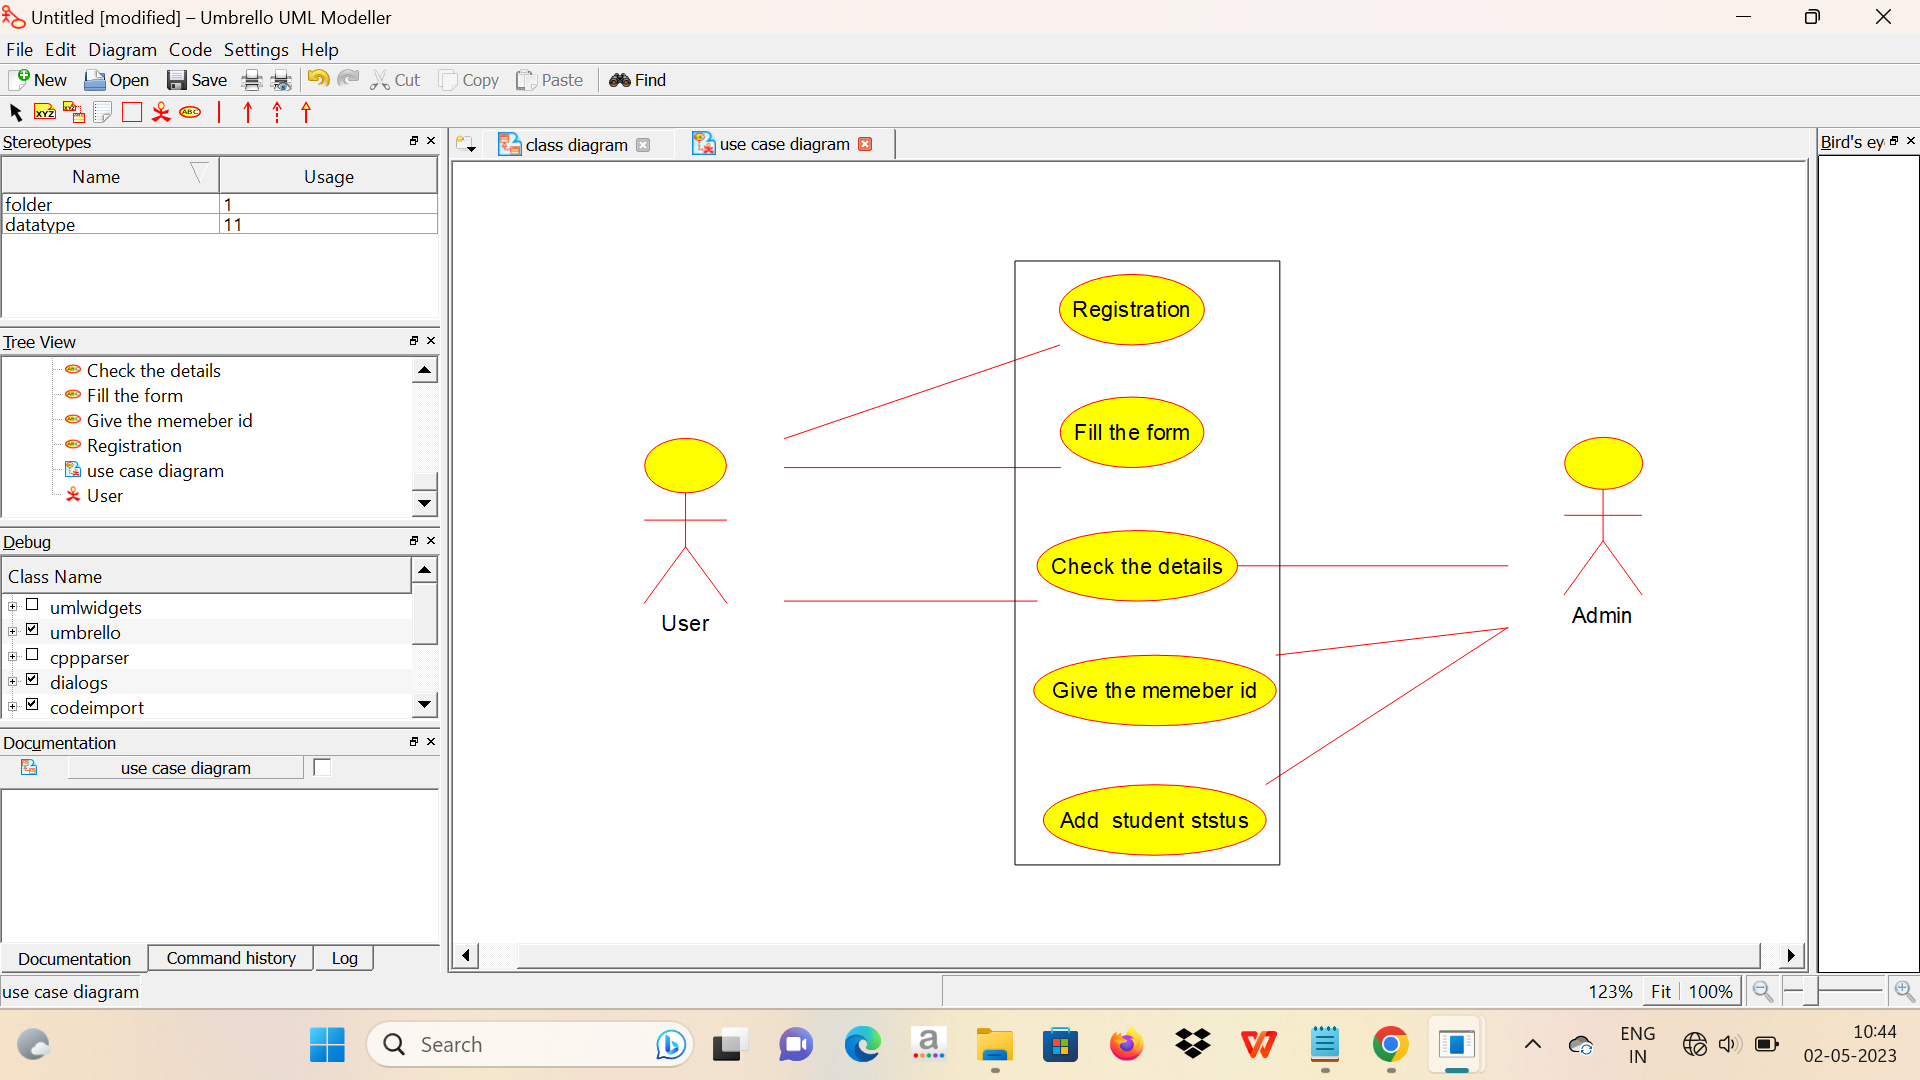 Untitled [modified] – Umbrello UML Modeller
File Edit Diagram Code Settings Help
New Open Save Cut Copy Paste Find
XYZ XYZ ABC
Stereotypes
Name Usage
folder 1
datatype 11
Tree View
Check the details
Fill the form
Give the memeber id
Registration
use case diagram
User
Debug
Class Name
umlwidgets
umbrello
cppparser
dialogs
codeimport
Documentation
use case diagram
Documentation Command history Log
class diagram use case diagram
Registration
Fill the form
Check the details
Give the memeber id
Add  student ststus
User
Admin
Bird's ey
use case diagram 123% Fit 100%
Search
ENG
IN
10:44
02-05-2023